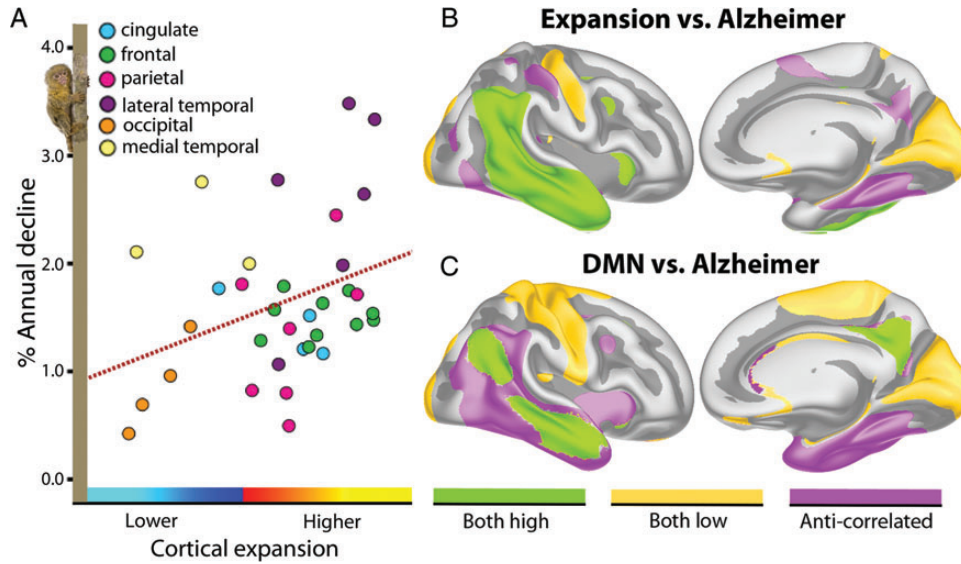 A
cingulate
frontal
parietal
lateral temporal
occipital
medial temporal
% Annual decline
4.0
3.0
2.0
1.0
0.0
Lower
Higher
Cortical expansion
B
Expansion vs. Alzheimer
C
DMN vs. Alzheimer
Both high
Both low
Anti-correlated